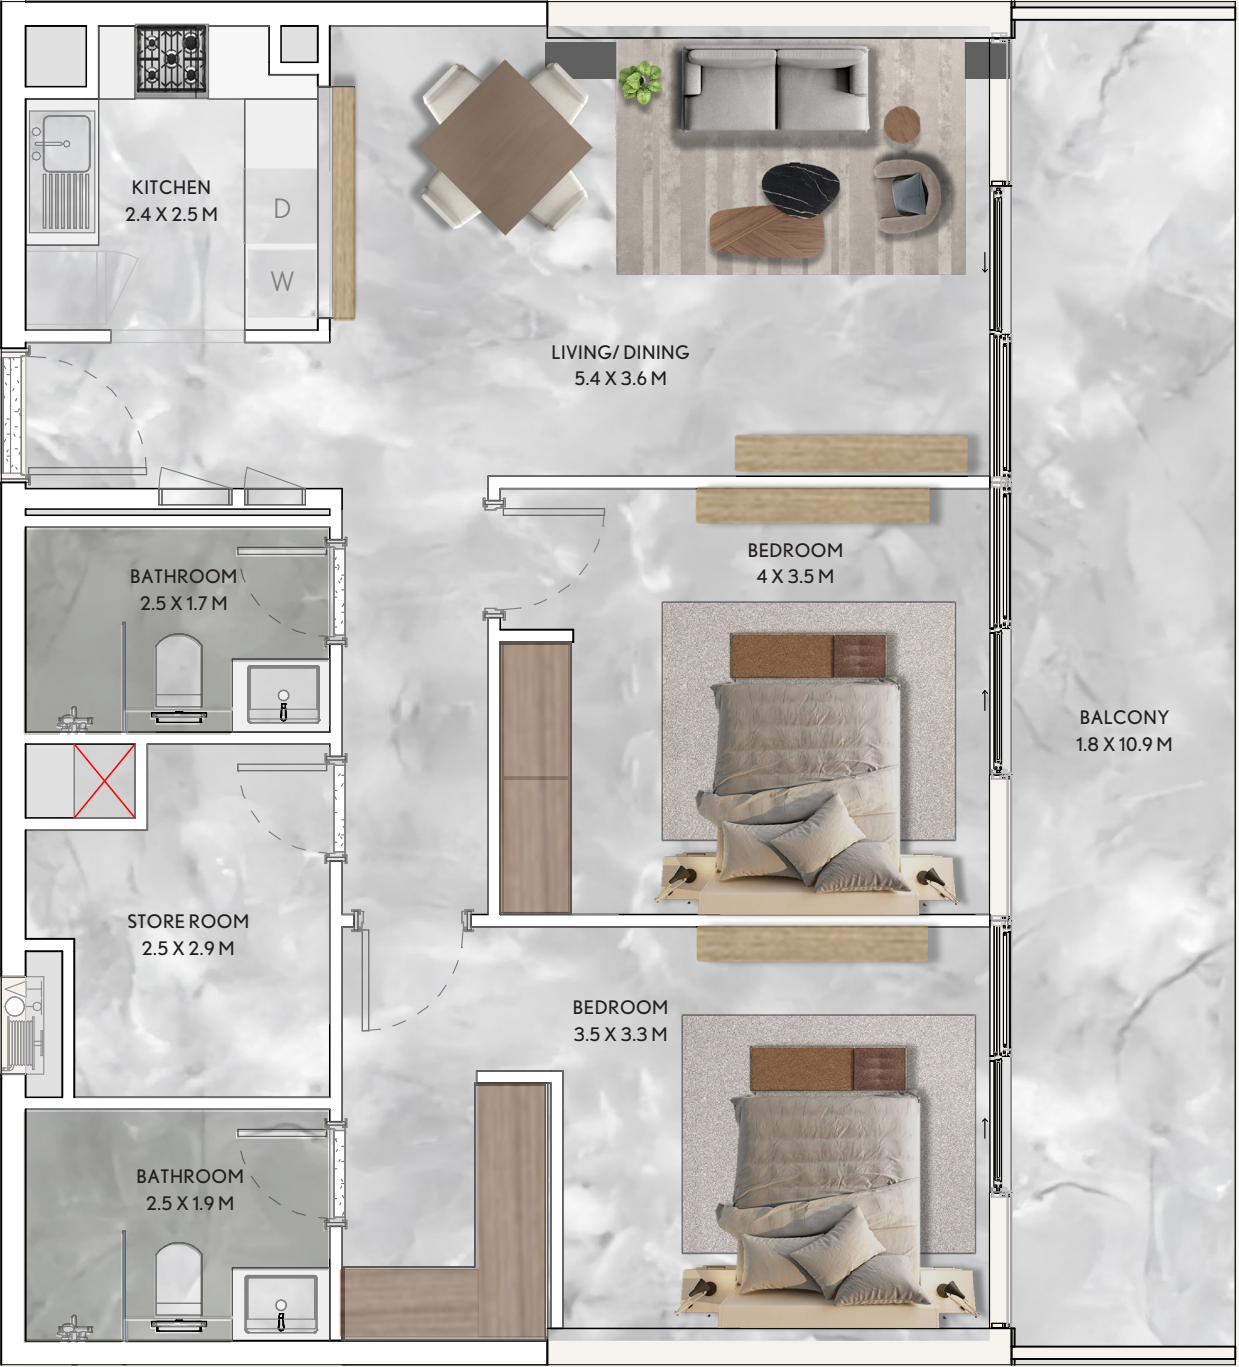 KITCHEN
2.4 X 2.5 M
D
W
LIVING/ DINING
5.4 X 3.6 M
BEDROOM
4 X 3.5 M
BATHROOM
2.5 X 1.7 M
BALCONY
1.8 X 10.9 M
STORE ROOM
2.5 X 2.9 M
BEDROOM
3.5 X 3.3 M
BATHROOM
2.5 X 1.9 M